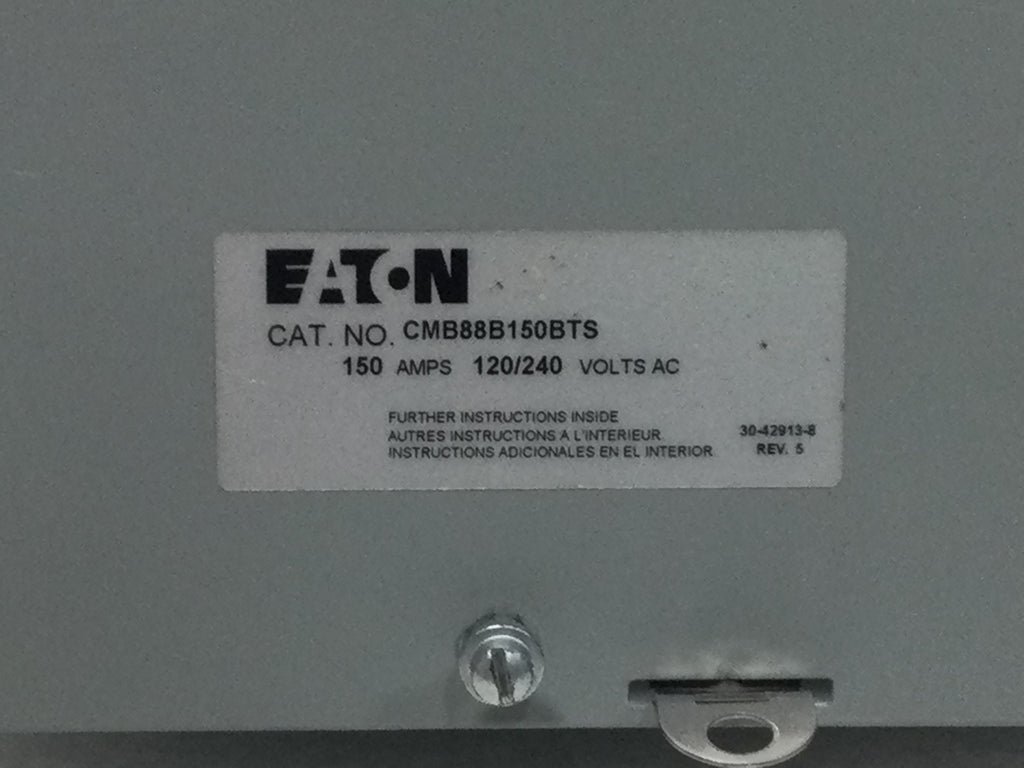 EATON
CAT. NO. CMB88B150BTS
150 AMPS 120/240 VOLTS AC
FURTHER INSTRUCTIONS INSIDE
AUTRES INSTRUCTIONS A L'INTERIEUR
INSTRUCTIONS ADICIONALES EN EL INTERIOR
30-42913-8
REV. 5